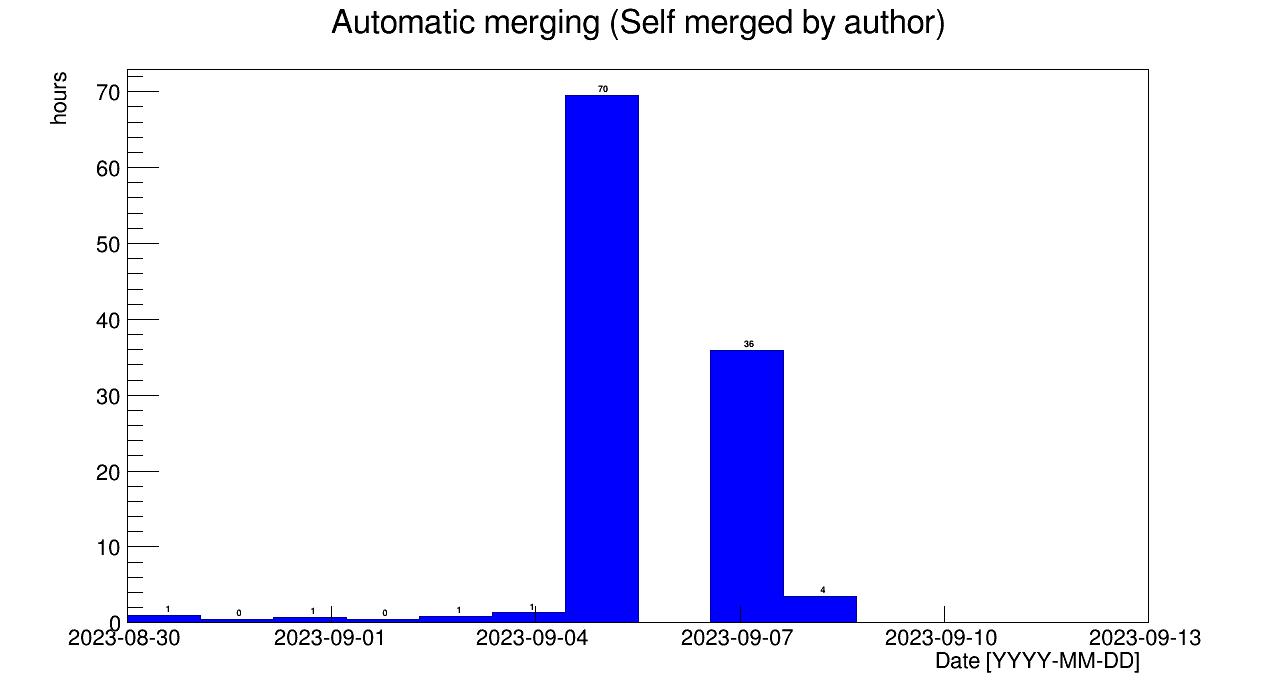 Automatic merging (Self merged by author)
hours
70
60
50
40
30
20
10
0
1 0 1 0 1 1 70 36 4
2023-08-30 2023-09-01 2023-09-04 2023-09-07 2023-09-10 2023-09-13
Date [YYYY-MM-DD]